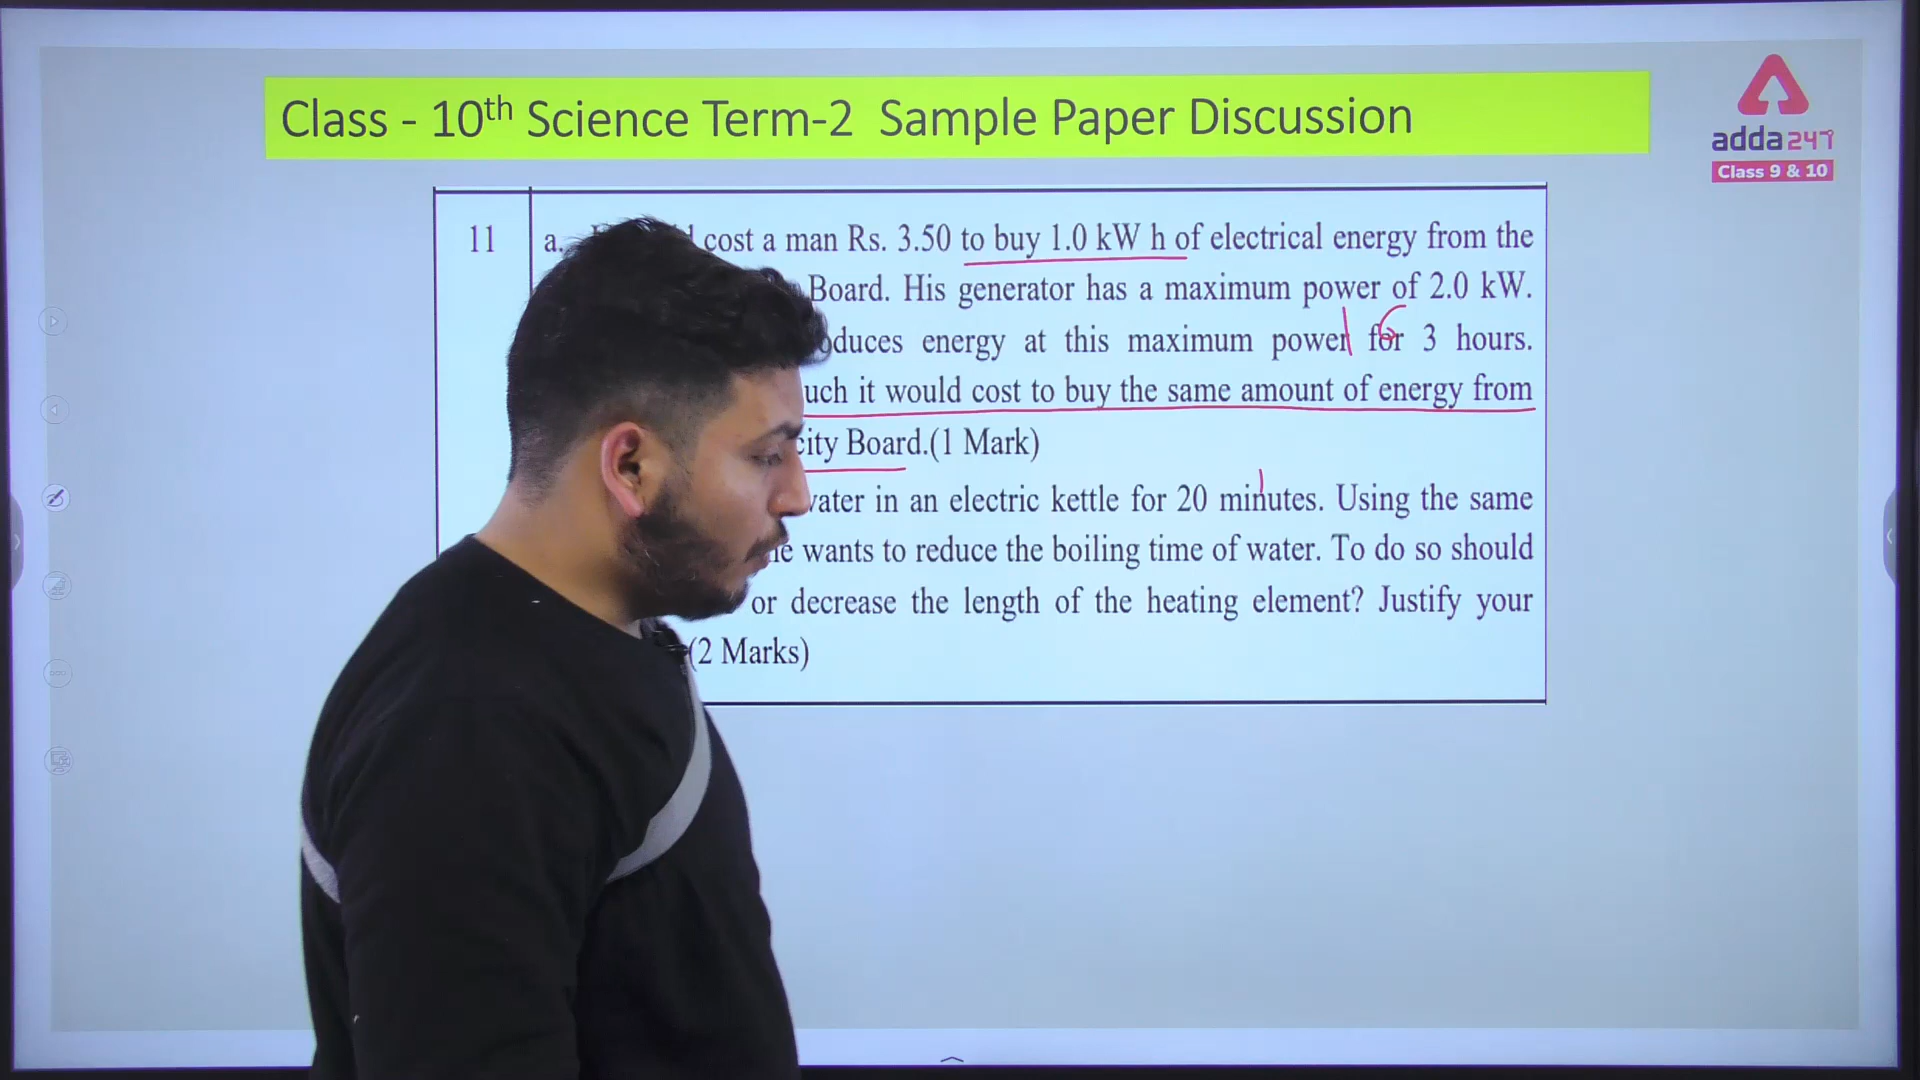 Class - 10th Science Term-2 Sample Paper Discussion
adda247
Class 9 & 10
11 a. cost a man Rs. 3.50 to buy 1.0 kW h of electrical energy from the
Board. His generator has a maximum power of 2.0 kW.
energy at this maximum power for 3 hours.
it would cost to buy the same amount of energy from
Board.(1 Mark)
in an electric kettle for 20 minutes. Using the same
wants to reduce the boiling time of water. To do so should
or decrease the length of the heating element? Justify your
(2 Marks)